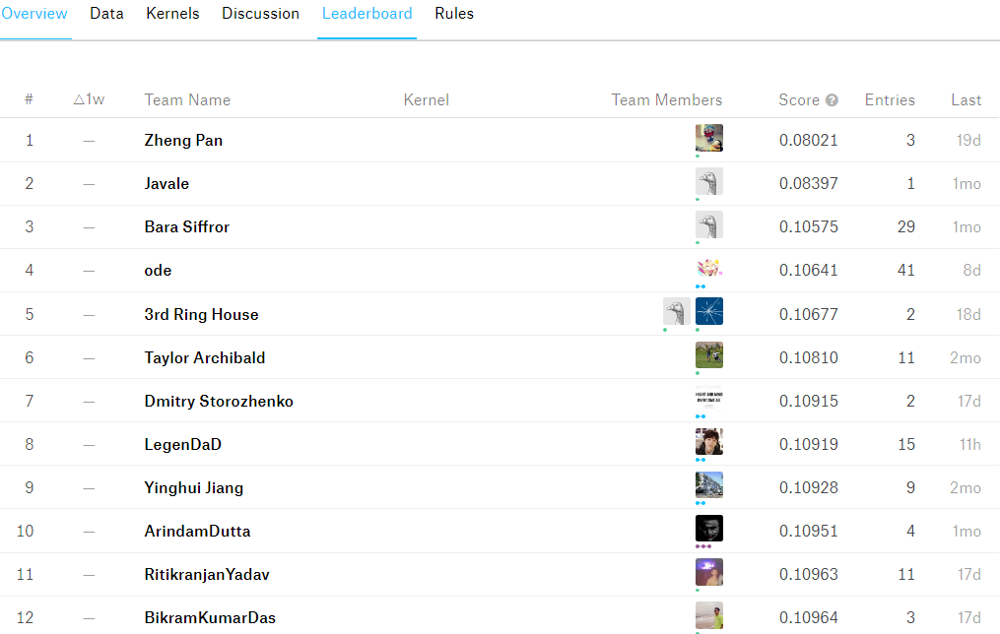 Overview Data Kernels Discussion Leaderboard Rules
# △1w Team Name Kernel Team Members Score ? Entries Last
1 — Zheng Pan 0.08021 3 19d
2 — Javale 0.08397 1 1mo
3 — Bara Siffror 0.10575 29 1mo
4 — ode 0.10641 41 8d
5 — 3rd Ring House 0.10677 2 18d
6 — Taylor Archibald 0.10810 11 2mo
7 — Dmitry Storozhenko 0.10915 2 17d
8 — LegenDaD 0.10919 15 11h
9 — Yinghui Jiang 0.10928 9 2mo
10 — ArindamDutta 0.10951 4 1mo
11 — RitikranjanYadav 0.10963 11 17d
12 — BikramKumarDas 0.10964 3 17d